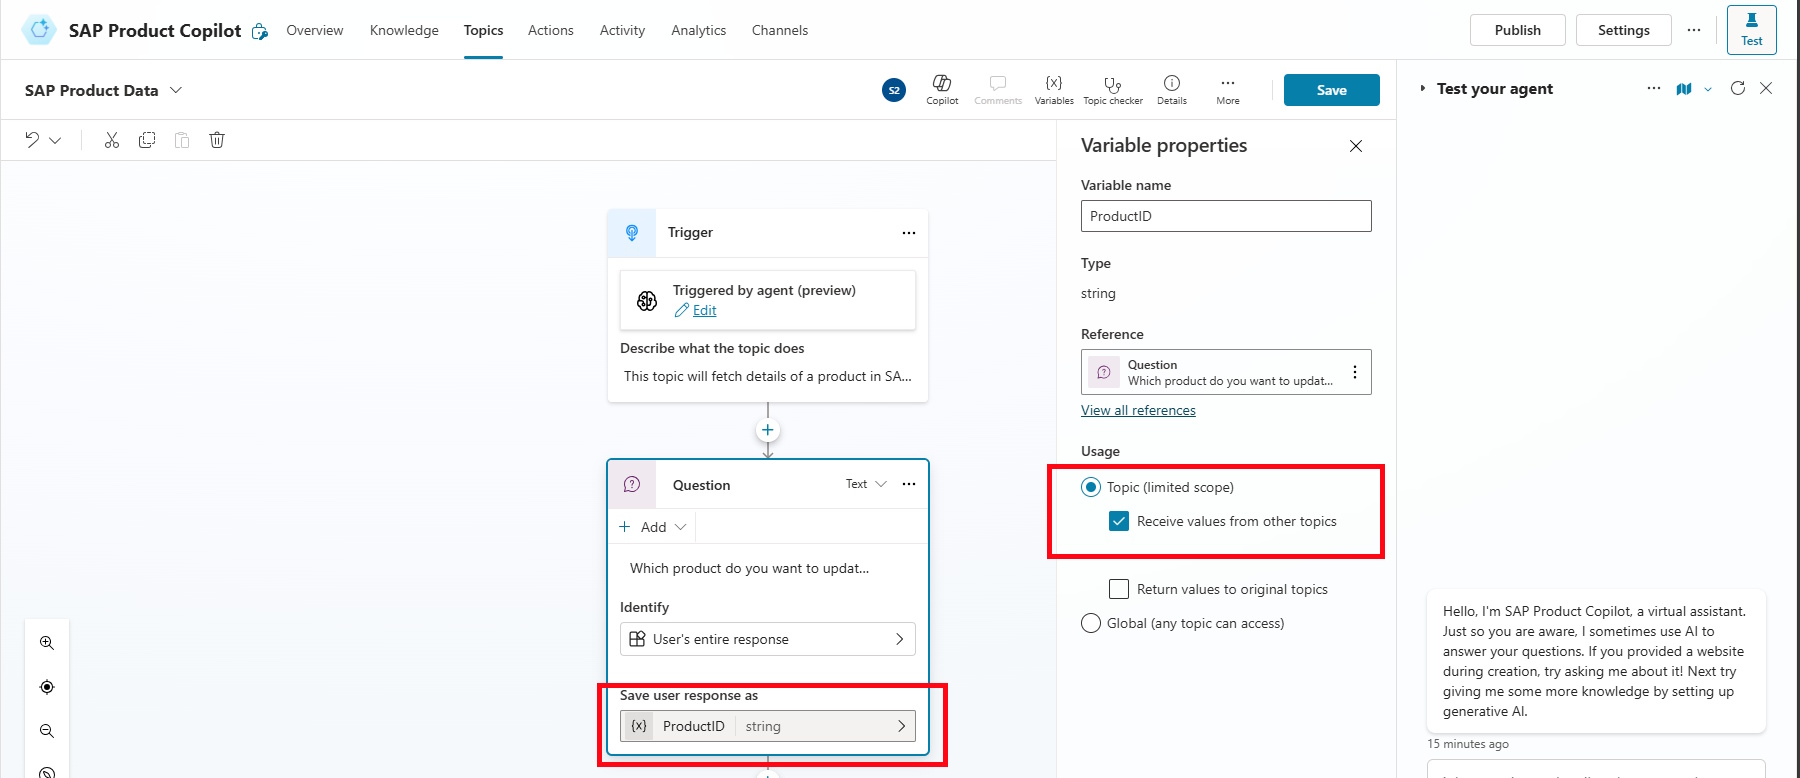 SAP Product Copilot
Overview
Knowledge
Topics
Actions
Activity
Analytics
Channels
Publish
Settings
Test
SAP Product Data
S2
Copilot
Comments
{x}
Variables
Topic checker
Details
More
Save
Test your agent
Trigger
Triggered by agent (preview)
Edit
Describe what the topic does
This topic will fetch details of a product in SA...
Question
Text
Add
Which product do you want to updat...
Identify
User's entire response
Save user response as
{x} ProductID string
Variable properties
Variable name
ProductID
Type
string
Reference
Question
Which product do you want to updat...
View all references
Usage
Topic (limited scope)
Receive values from other topics
Return values to original topics
Global (any topic can access)
Hello, I'm SAP Product Copilot, a virtual assistant.
Just so you are aware, I sometimes use AI to
answer your questions. If you provided a website
during creation, try asking me about it! Next try
giving me some more knowledge by setting up
generative AI.
15 minutes ago